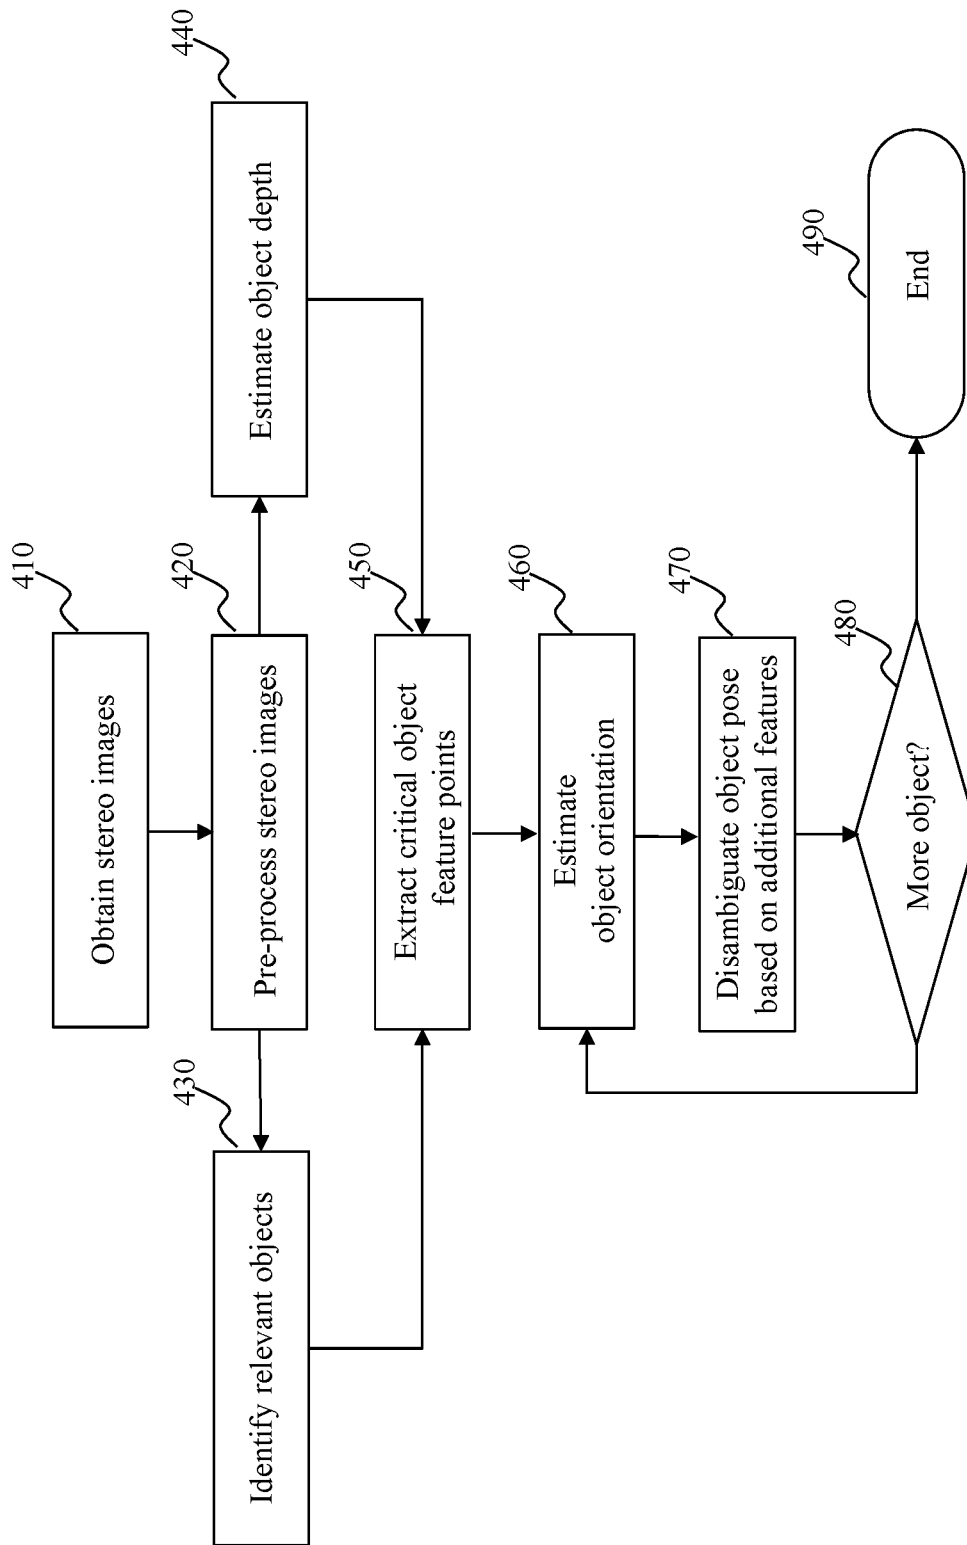 410
Obtain stereo images
420
Pre-process stereo images
430
Identify relevant objects
440
Estimate object depth
450
Extract critical object
feature points
460
Estimate
object orientation
470
Disambiguate object pose
based on additional features
480
More object?
490
End